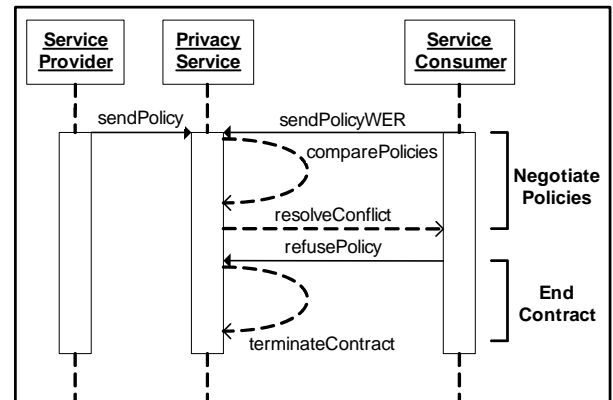 Service
Provider
Privacy
Service
Service
Consumer
sendPolicy
sendPolicyWER
comparePolicies
Negotiate
Policies
resolveConflict
refusePolicy
End
Contract
terminateContract